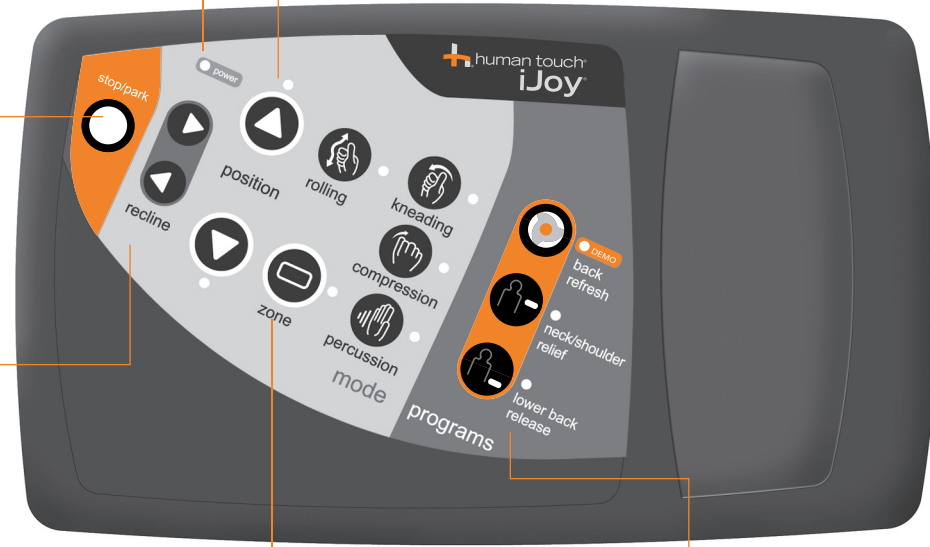 human touch®
iJoy®
stop/park
power
position
recline
rolling
kneading
compression
zone
percussion
mode
DEMO
back
refresh
neck/shoulder
relief
lower back
release
programs